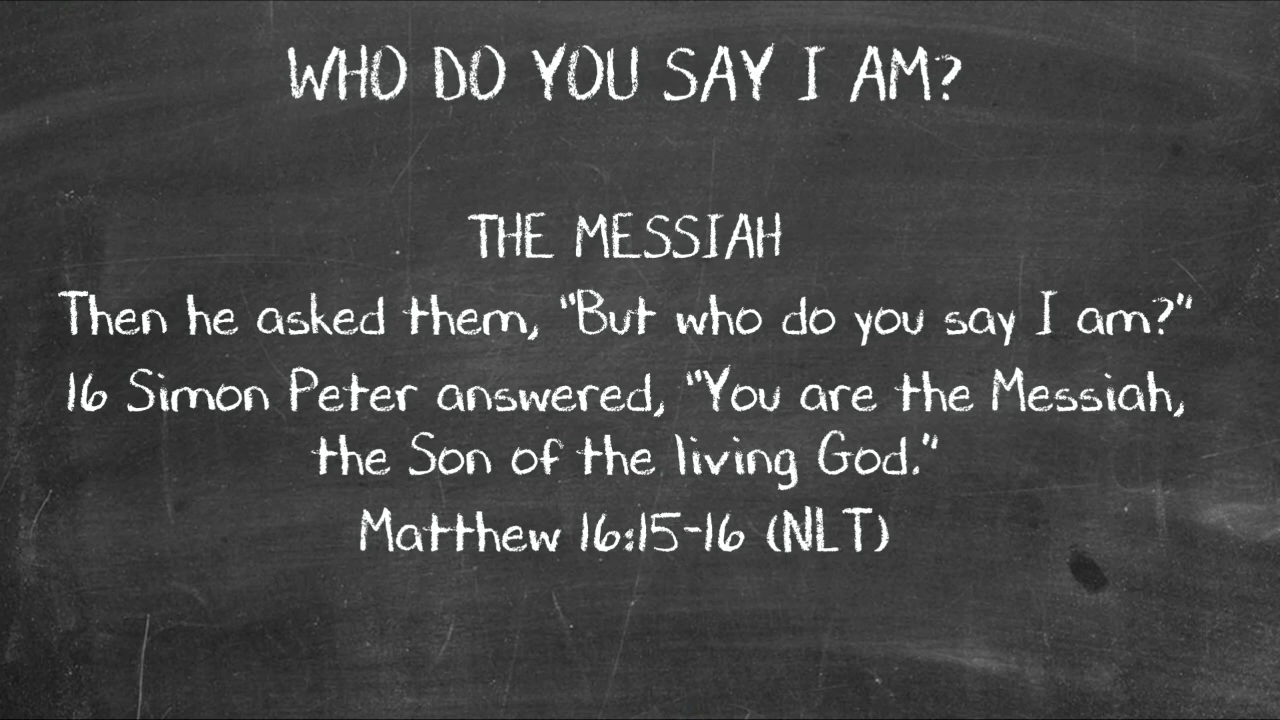 WHO DO YOU SAY I AM?
THE MESSIAH
Then he asked them, "But who do you say I am?"
16 Simon Peter answered, "You are the Messiah,
the Son of the living God."
Matthew 16:15-16 (NLT)